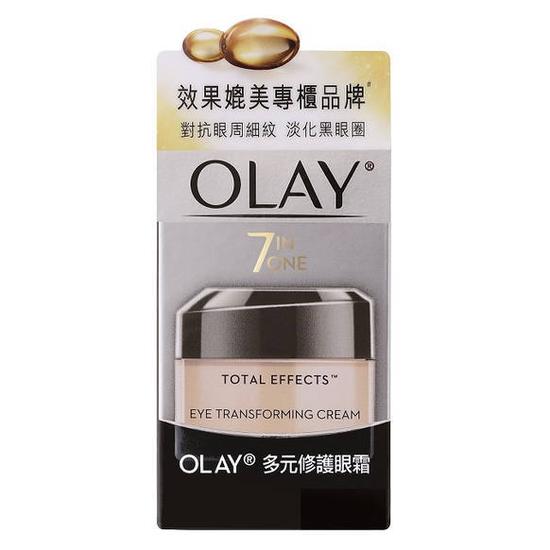 效果媲美專櫃品牌#
對抗眼周細紋 淡化黑眼圈
OLAY®
7 IN ONE
TOTAL EFFECTS™
EYE TRANSFORMING CREAM
OLAY® 多元修護眼霜